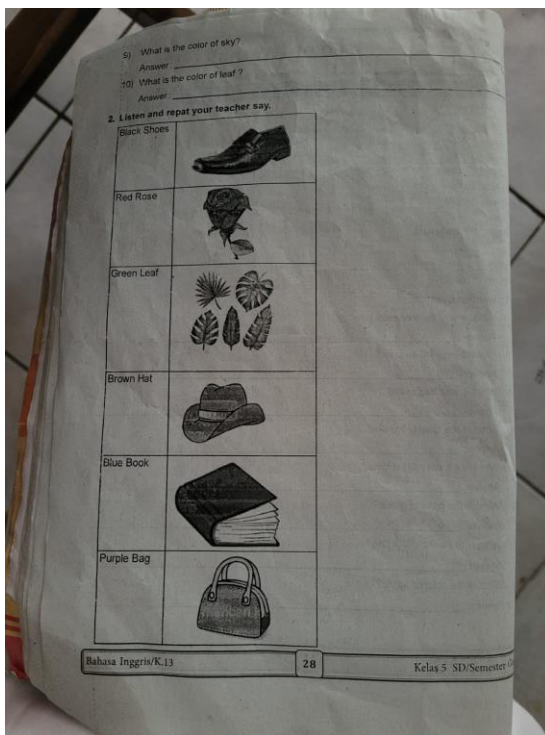 9) What is the color of sky?
Answer
10) What is the color of leaf ?
Answer
2. Listen and repat your teacher say.
Black Shoes
Red Rose
Green Leaf
Brown Hat
Blue Book
Purple Bag
Bahasa Inggris/K.13
28
Kelas 5 SD/Semester